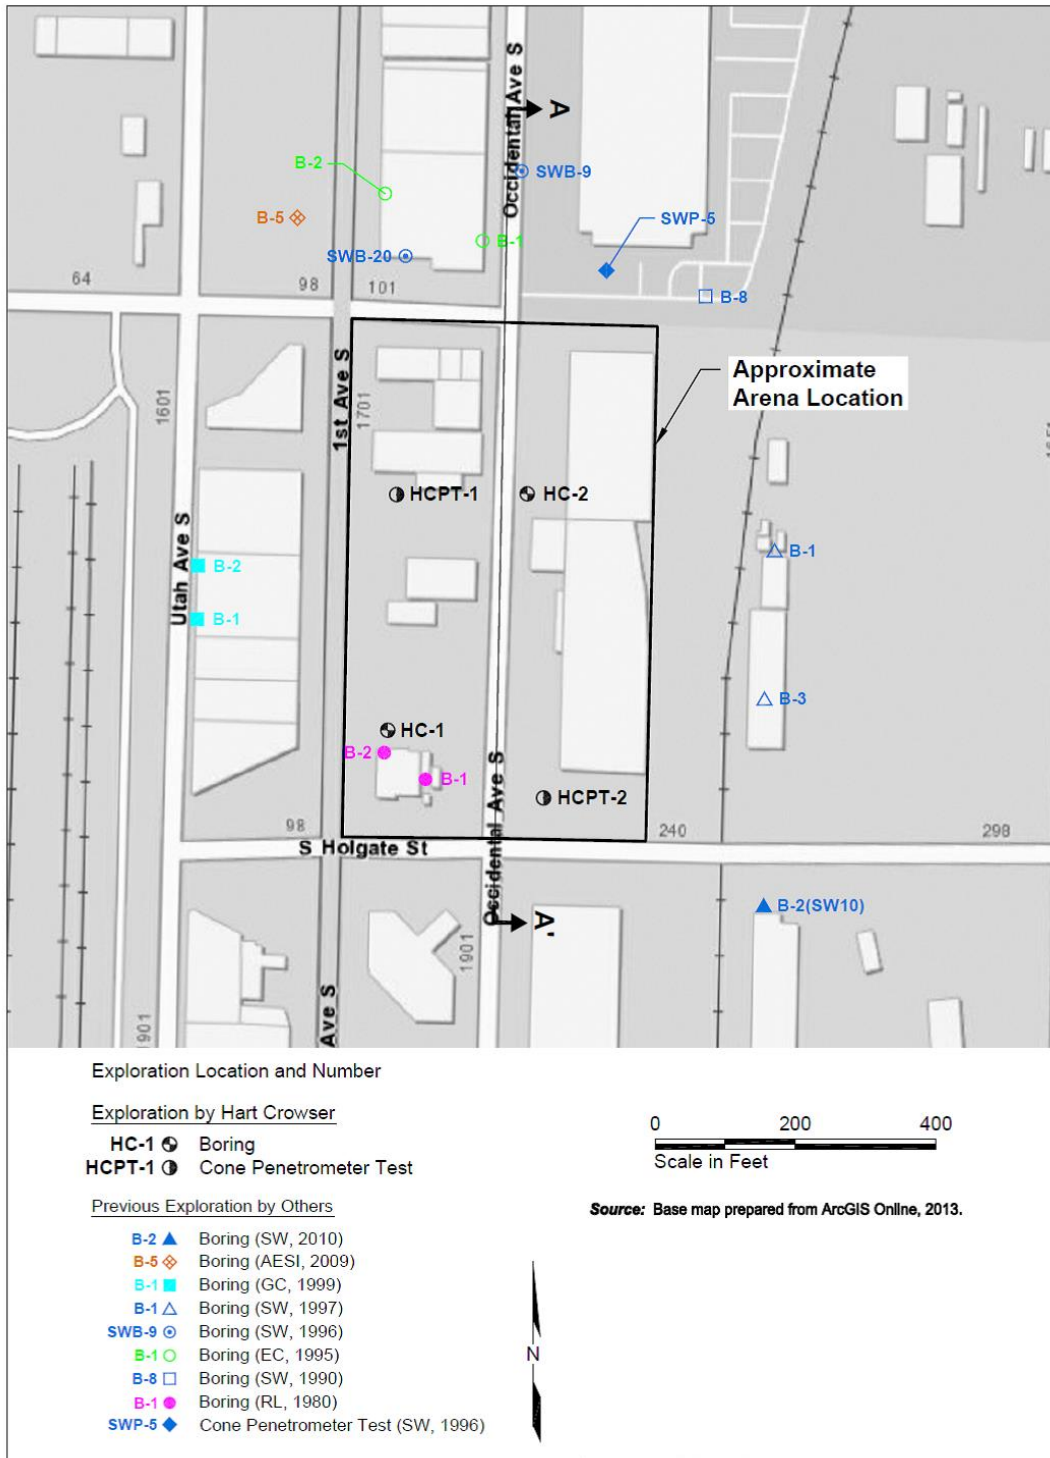 Occidental Ave S
A
B-2
SWB-9
B-5
SWP-5
B-1
SWB-20
64
98
101
B-8
Approximate
Arena Location
1st Ave S
1601
1701
HCPT-1
HC-2
Utah Ave S
B-2
B-1
B-1
B-3
HC-1
B-2
B-1
Occidental Ave S
HCPT-2
98
S Holgate St
240
298
B-2(SW10)
A'
1901
Ave S
1901
Exploration Location and Number
Exploration by Hart Crowser
HC-1 Boring
HCPT-1 Cone Penetrometer Test
0 200 400
Scale in Feet
Previous Exploration by Others
Source: Base map prepared from ArcGIS Online, 2013.
B-2 Boring (SW, 2010)
B-5 Boring (AESI, 2009)
B-1 Boring (GC, 1999)
B-1 Boring (SW, 1997)
SWB-9 Boring (SW, 1996)
B-1 Boring (EC, 1995)
B-8 Boring (SW, 1990)
B-1 Boring (RL, 1980)
SWP-5 Cone Penetrometer Test (SW, 1996)
N